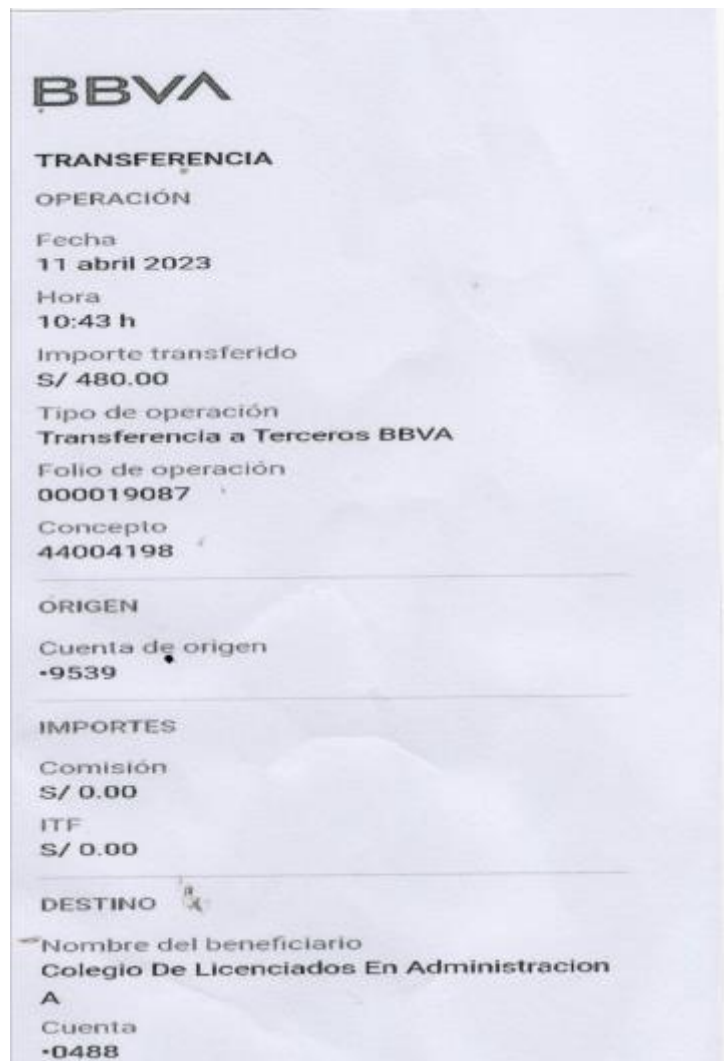 BBVA
TRANSFERENCIA
OPERACIÓN
Fecha
11 abril 2023
Hora
10:43 h
Importe transferido
S/ 480.00
Tipo de operación
Transferencia a Terceros BBVA
Folio de operación
000019087
Concepto
44004198
ORIGEN
Cuenta de origen
•9539
IMPORTES
Comisión
S/ 0.00
ITF
S/ 0.00
DESTINO
Nombre del beneficiario
Colegio De Licenciados En Administracion
A
Cuenta
•0488